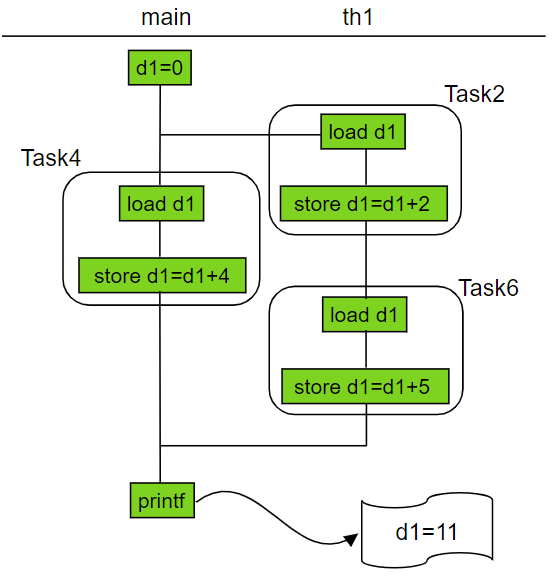 main
th1
d1=0
Task2
load d1
Task4
load d1
store d1=d1+2
store d1=d1+4
Task6
load d1
store d1=d1+5
printf
d1=11